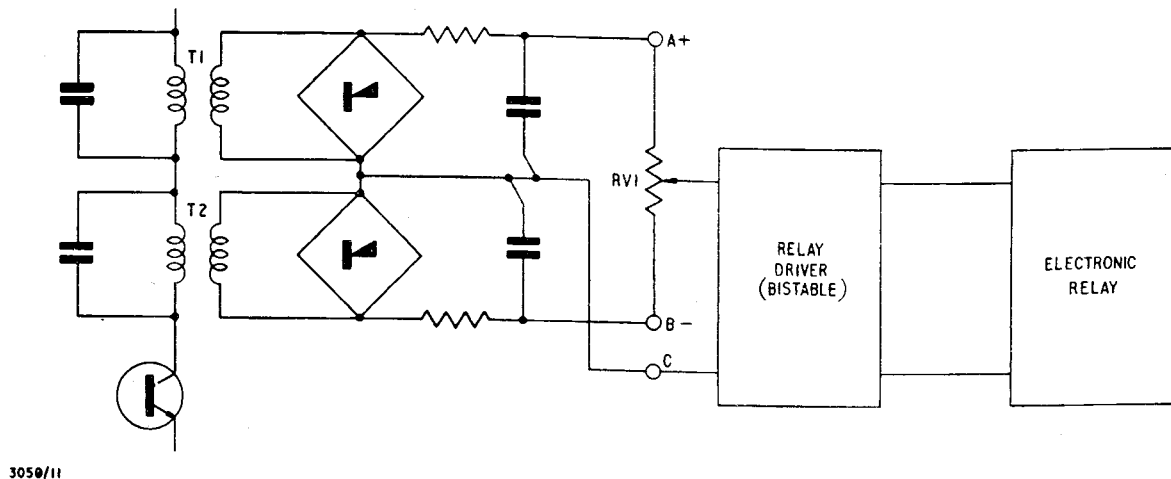 T1
A+
RV1
T2
RELAY
DRIVER
(BISTABLE)
ELECTRONIC
RELAY
B-
C
3050/11